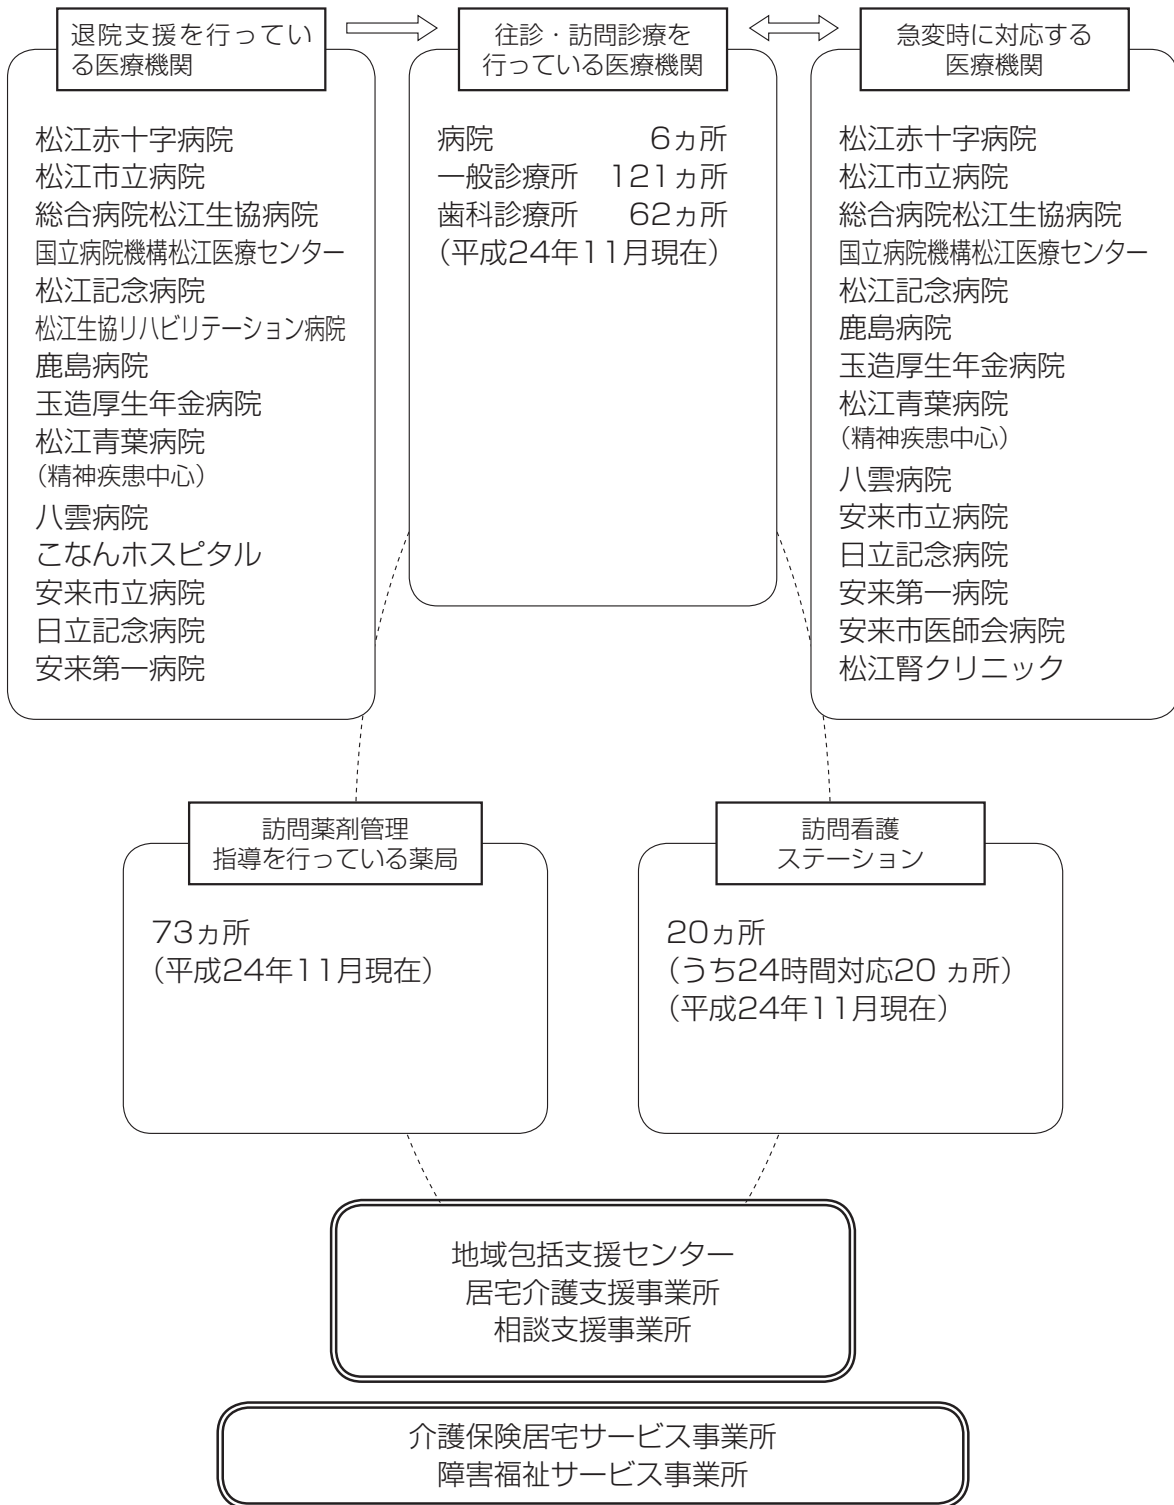 退院支援を行ってい
る医療機関
松江赤十字病院
松江市立病院
総合病院松江生協病院
国立病院機構松江医療センター
松江記念病院
松江生協リハビリテーション病院
鹿島病院
玉造厚生年金病院
松江青葉病院
（精神疾患中心）
八雲病院
こなんホスピタル
安来市立病院
日立記念病院
安来第一病院
往診・訪問診療を
行っている医療機関
病院 6ヵ所
一般診療所 121ヵ所
歯科診療所 62ヵ所
（平成24年11月現在）
急変時に対応する
医療機関
松江赤十字病院
松江市立病院
総合病院松江生協病院
国立病院機構松江医療センター
松江記念病院
鹿島病院
玉造厚生年金病院
松江青葉病院
（精神疾患中心）
八雲病院
安来市立病院
日立記念病院
安来第一病院
安来市医師会病院
松江腎クリニック
訪問薬剤管理
指導を行っている薬局
73ヵ所
（平成24年11月現在）
訪問看護
ステーション
20ヵ所
（うち24時間対応20 ヵ所）
（平成24年11月現在）
地域包括支援センター
居宅介護支援事業所
相談支援事業所
介護保険居宅サービス事業所
障害福祉サービス事業所